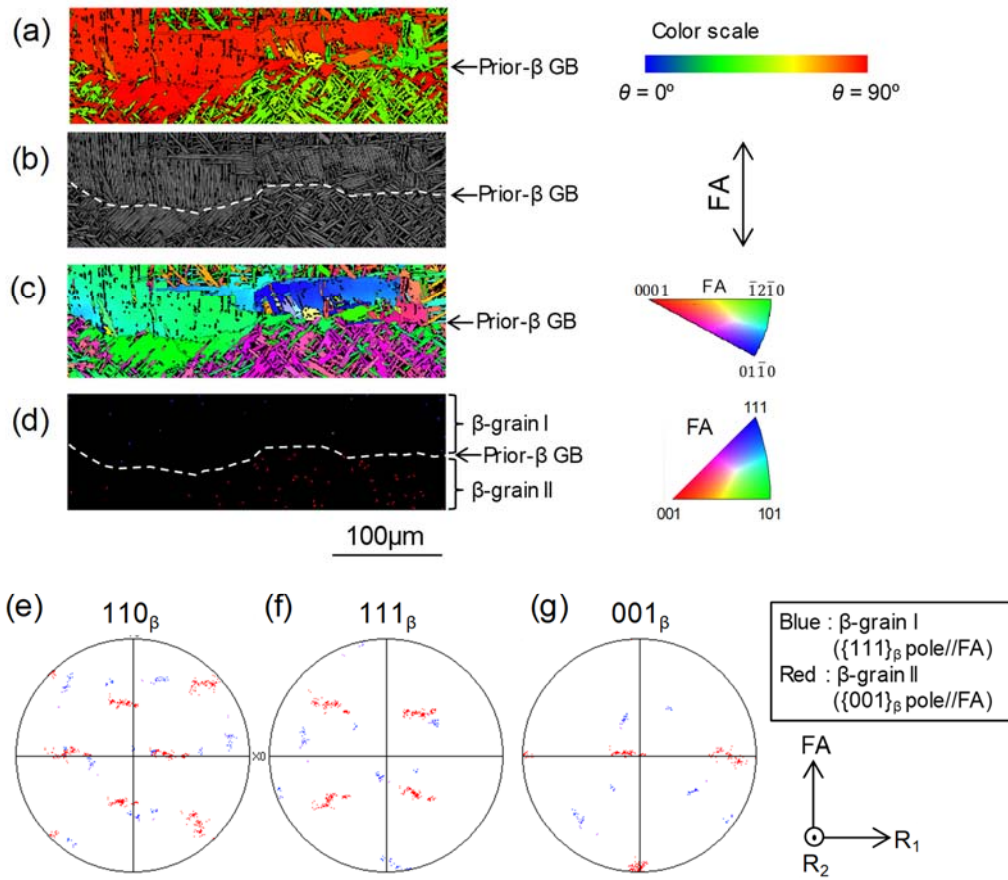 (a)
Prior-β GB
Color scale
θ = 0º
θ = 90º
(b)
Prior-β GB
FA
(c)
Prior-β GB
0001
FA
1̅21̅0
011̅0
(d)
β-grain I
Prior-β GB
β-grain II
111
FA
001
101
100μm
(e)
110β
(f)
111β
(g)
001β
X0
Blue : β-grain I
({111}β pole//FA)
Red : β-grain II
({001}β pole//FA)
FA
R1
R2